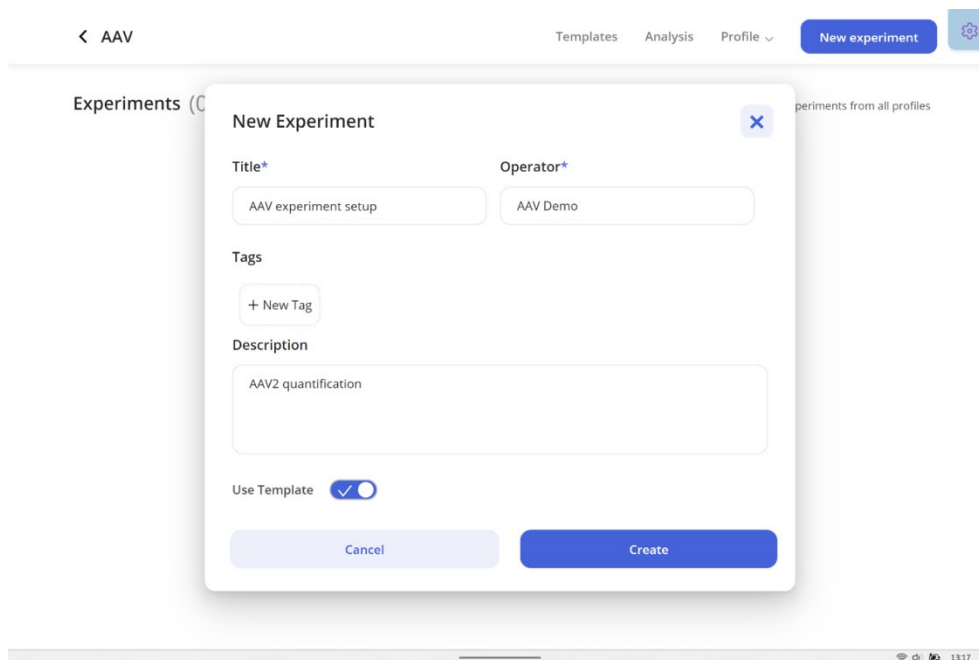 AAV
Templates Analysis Profile New experiment
Experiments (0
periments from all profiles
New Experiment
Title* Operator*
AAV experiment setup AAV Demo
Tags
+ New Tag
Description
AAV2 quantification
Use Template
Cancel Create
13:17